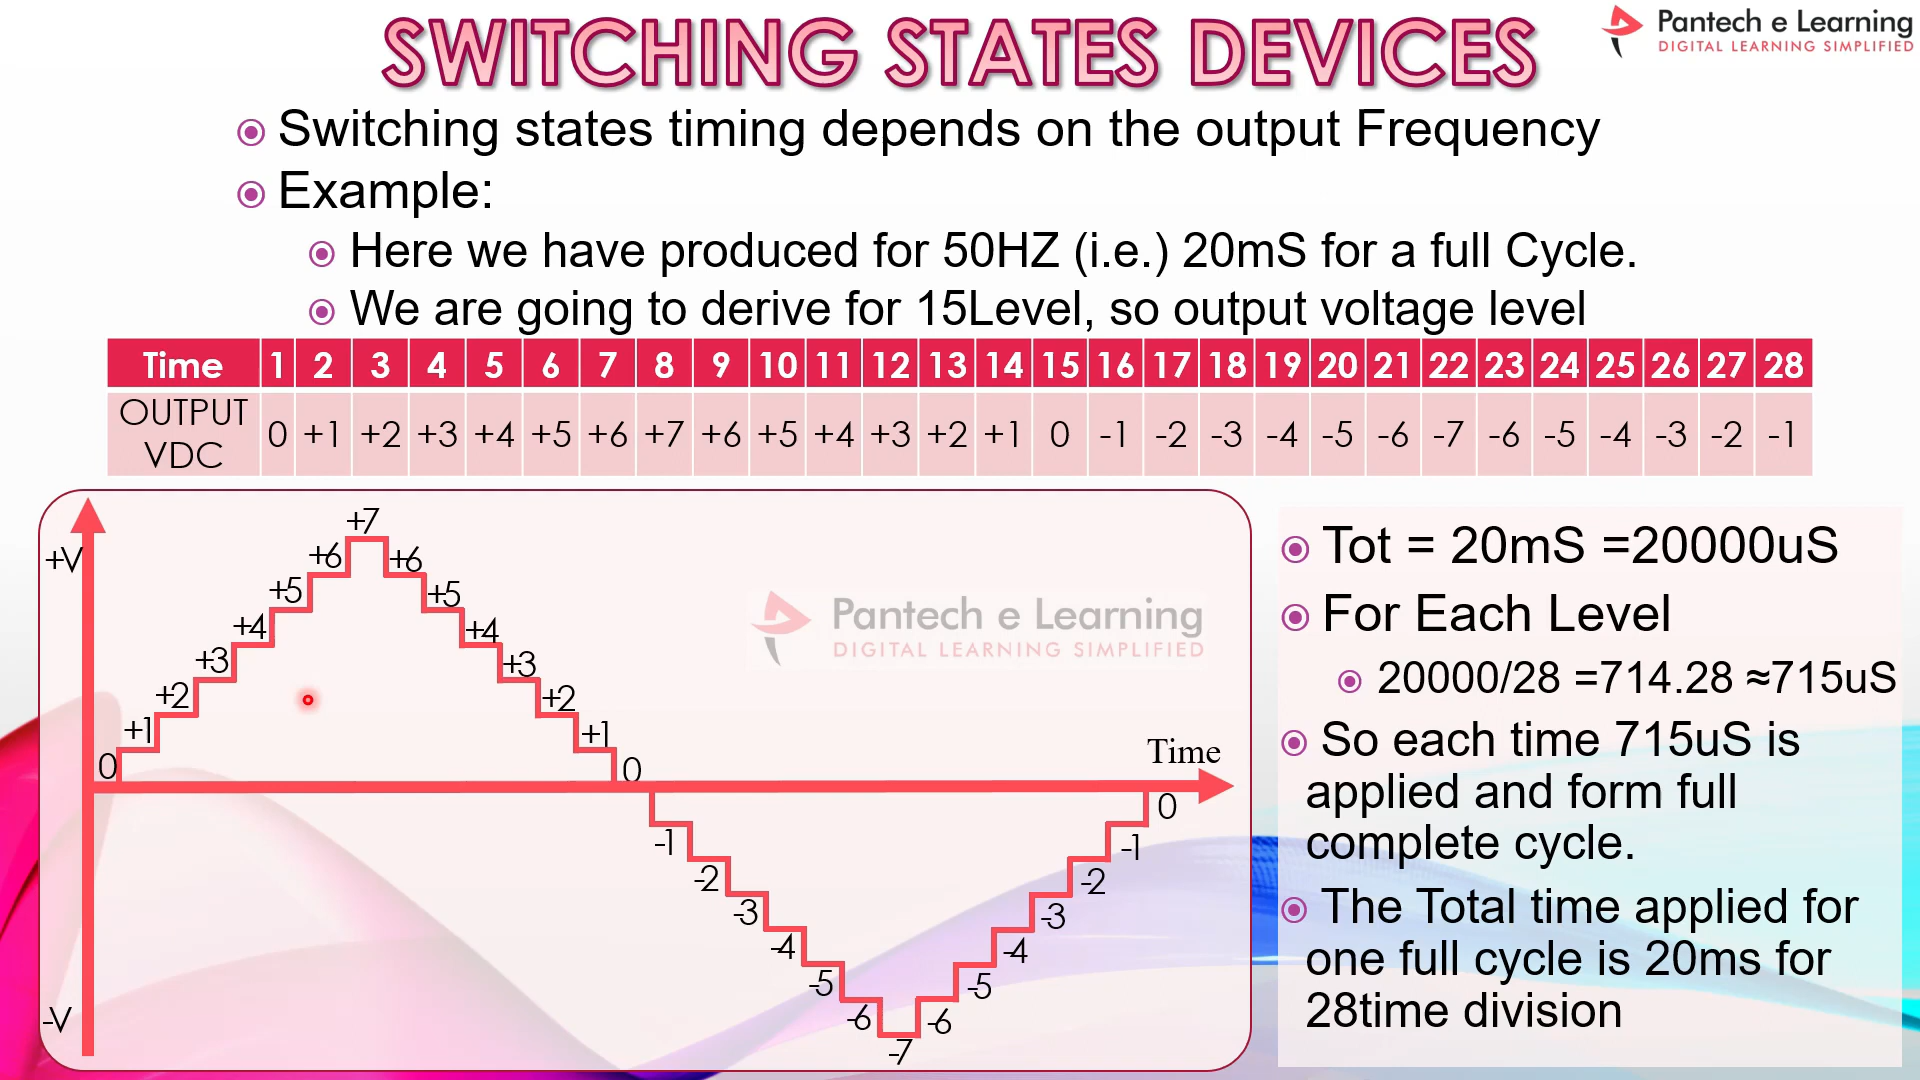 SWITCHING STATES DEVICES
Pantech e Learning
DIGITAL LEARNING SIMPLIFIED
Switching states timing depends on the output Frequency
Example:
Here we have produced for 50HZ (i.e.) 20mS for a full Cycle.
We are going to derive for 15Level, so output voltage level
Time 1 2 3 4 5 6 7 8 9 10 11 12 13 14 15 16 17 18 19 20 21 22 23 24 25 26 27 28
OUTPUT VDC 0 +1 +2 +3 +4 +5 +6 +7 +6 +5 +4 +3 +2 +1 0 -1 -2 -3 -4 -5 -6 -7 -6 -5 -4 -3 -2 -1
+V
0
+1
+2
+3
+4
+5
+6
+7
+6
+5
+4
+3
+2
+1
0
-1
-2
-3
-4
-5
-6
-7
-6
-5
-4
-3
-2
-1
0
Time
-V
Pantech e Learning
DIGITAL LEARNING SIMPLIFIED
Tot = 20mS =20000uS
For Each Level
20000/28 =714.28 ≈715uS
So each time 715uS is
applied and form full
complete cycle.
The Total time applied for
one full cycle is 20ms for
28time division